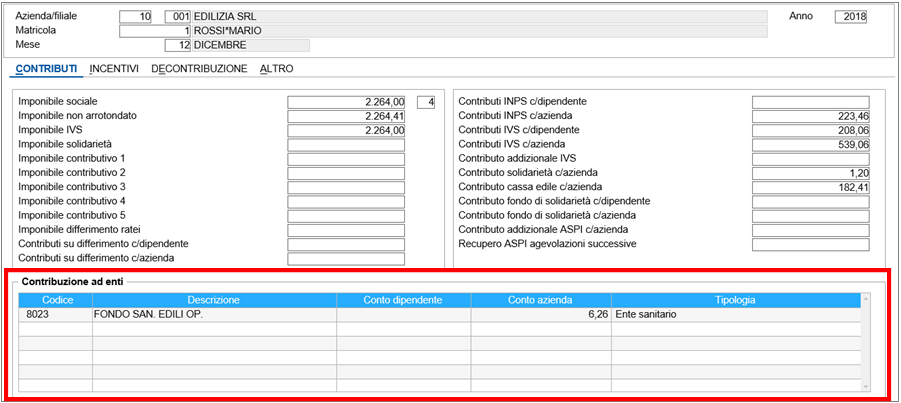 Azienda/filiale 10 001 EDILIZIA SRL Anno 2018
Matricola 1 ROSSI*MARIO
Mese 12 DICEMBRE
CONTRIBUTI INCENTIVI DECONTRIBUZIONE ALTRO
Imponibile sociale 2.264,00 4
Imponibile non arrotondato 2.264,41
Imponibile IVS 2.264,00
Imponibile solidarietà
Imponibile contributivo 1
Imponibile contributivo 2
Imponibile contributivo 3
Imponibile contributivo 4
Imponibile contributivo 5
Imponibile differimento ratei
Contributi su differimento c/dipendente
Contributi su differimento c/azienda
Contributi INPS c/dipendente
Contributi INPS c/azienda 223,46
Contributi IVS c/dipendente 208,06
Contributi IVS c/azienda 539,06
Contributo addizionale IVS
Contributo solidarietà c/azienda 1,20
Contributo cassa edile c/azienda 182,41
Contributo fondo di solidarietà c/dipendente
Contributo fondo di solidarietà c/azienda
Contributo addizionale ASPI c/azienda
Recupero ASPI agevolazioni successive
Contribuzione ad enti
Codice Descrizione Conto dipendente Conto azienda Tipologia
8023 FONDO SAN. EDILI OP. 6,26 Ente sanitario